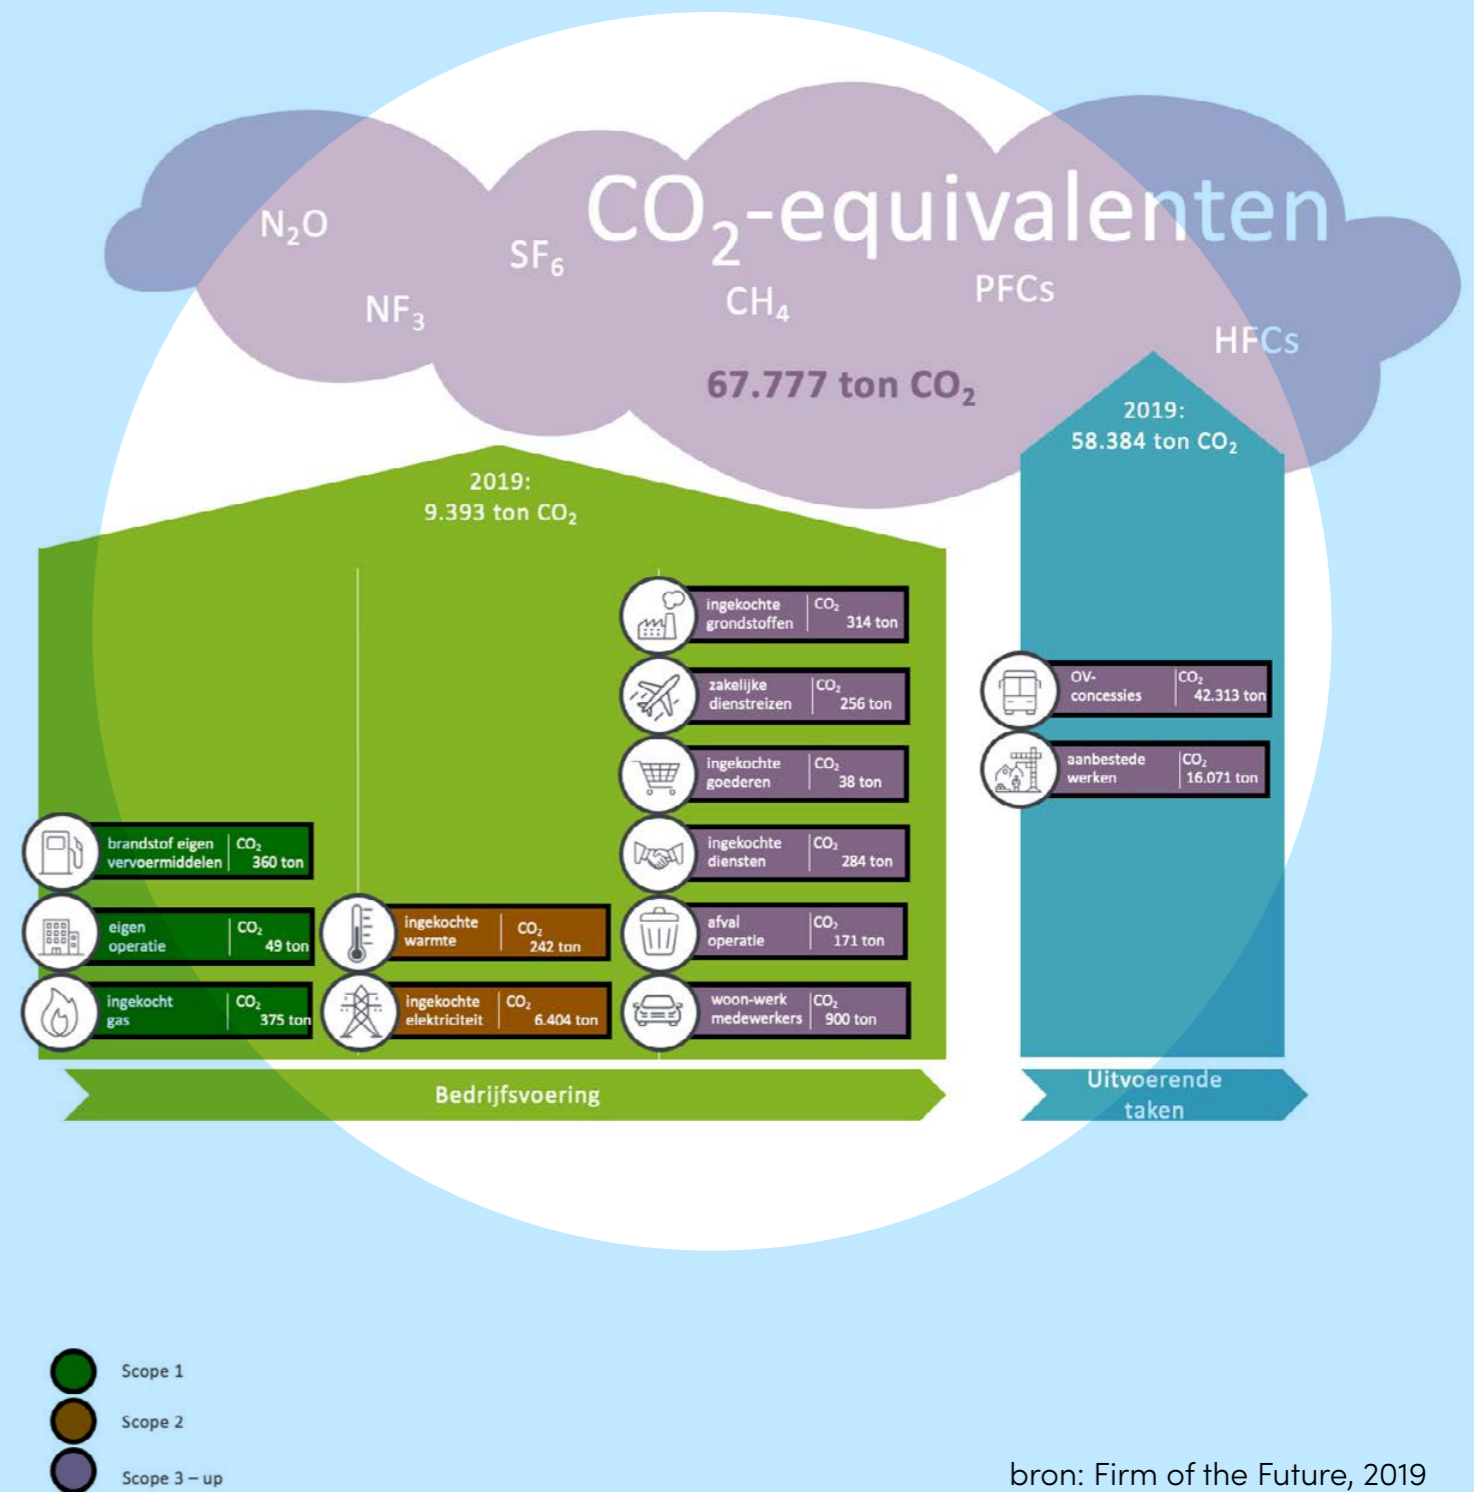 CO₂-equivalenten
N₂O
SF₆
NF₃
CH₄
PFCs
HFCs
67.777 ton CO₂
2019:
9.393 ton CO₂
2019:
58.384 ton CO₂
brandstof eigen
vervoermiddelen
CO₂
360 ton
eigen
operatie
CO₂
49 ton
ingekocht
gas
CO₂
375 ton
ingekochte
warmte
CO₂
242 ton
ingekochte
elektriciteit
CO₂
6.404 ton
ingekochte
grondstoffen
CO₂
314 ton
zakelijke
dienstreizen
CO₂
256 ton
ingekochte
goederen
CO₂
38 ton
ingekochte
diensten
CO₂
284 ton
afval
operatie
CO₂
171 ton
woon-werk
medewerkers
CO₂
900 ton
OV-
concessies
CO₂
42.313 ton
aanbestede
werken
CO₂
16.071 ton
Bedrijfsvoering
Uitvoerende
taken
Scope 1
Scope 2
Scope 3 – up
bron: Firm of the Future, 2019